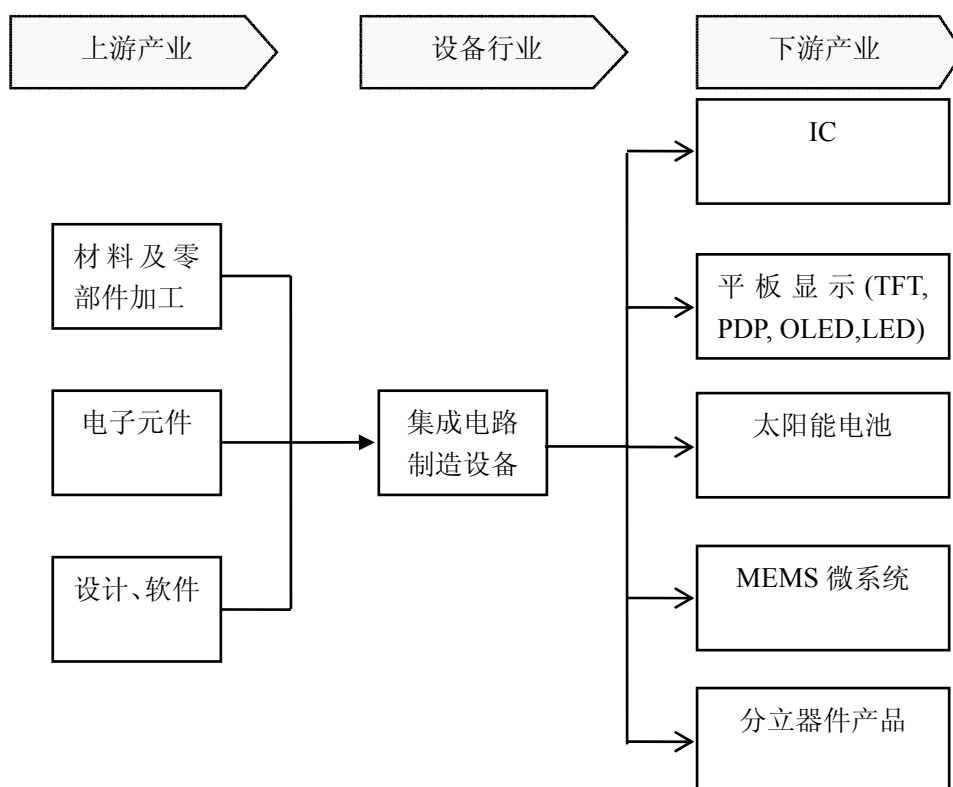 上游产业
设备行业
下游产业
IC
材料及零
部件加工
平板显示(TFT,
PDP, OLED,LED)
电子元件
集成电路
制造设备
太阳能电池
设计、软件
MEMS 微系统
分立器件产品